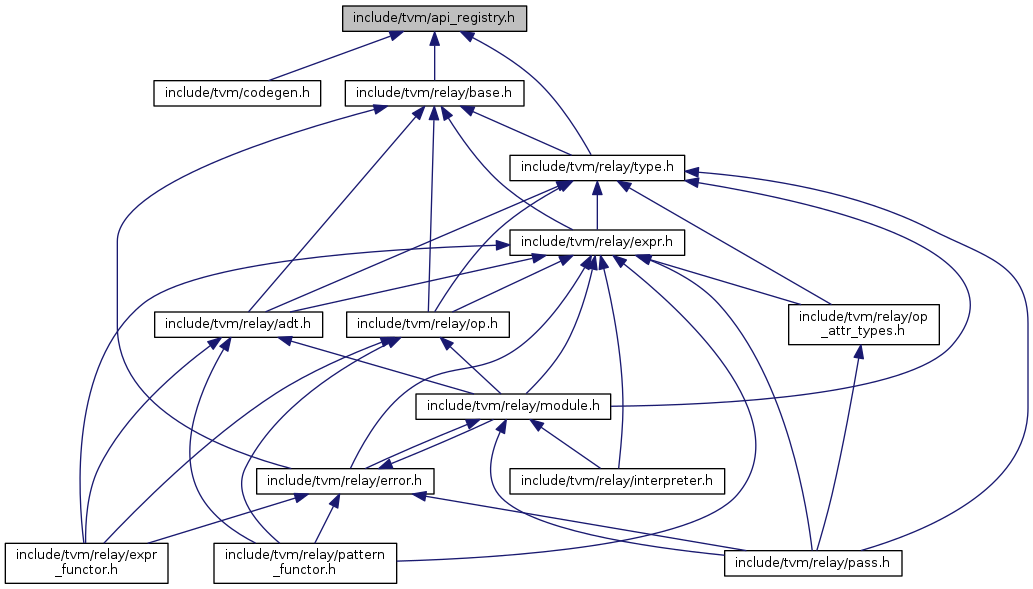 include/tvm/api_registry.h
include/tvm/codegen.h
include/tvm/relay/base.h
include/tvm/relay/type.h
include/tvm/relay/expr.h
include/tvm/relay/adt.h
include/tvm/relay/op.h
include/tvm/relay/op
_attr_types.h
include/tvm/relay/module.h
include/tvm/relay/error.h
include/tvm/relay/interpreter.h
include/tvm/relay/expr
_functor.h
include/tvm/relay/pattern
_functor.h
include/tvm/relay/pass.h